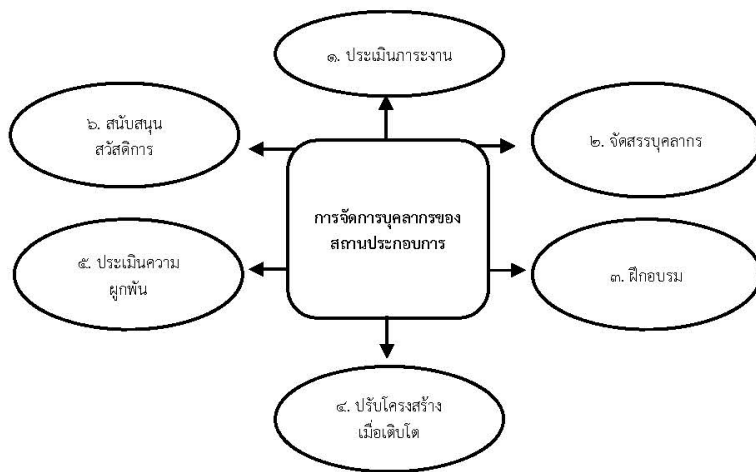 ๑. ประเมินภาระงาน
๖. สนับสนุน
สวัสดิการ
๒. จัดสรรบุคลากร
การจัดการบุคลากรของ
สถานประกอบการ
๕. ประเมินความ
ผูกพัน
๓. ฝึกอบรม
๔. ปรับโครงสร้าง
เมื่อเติบโต